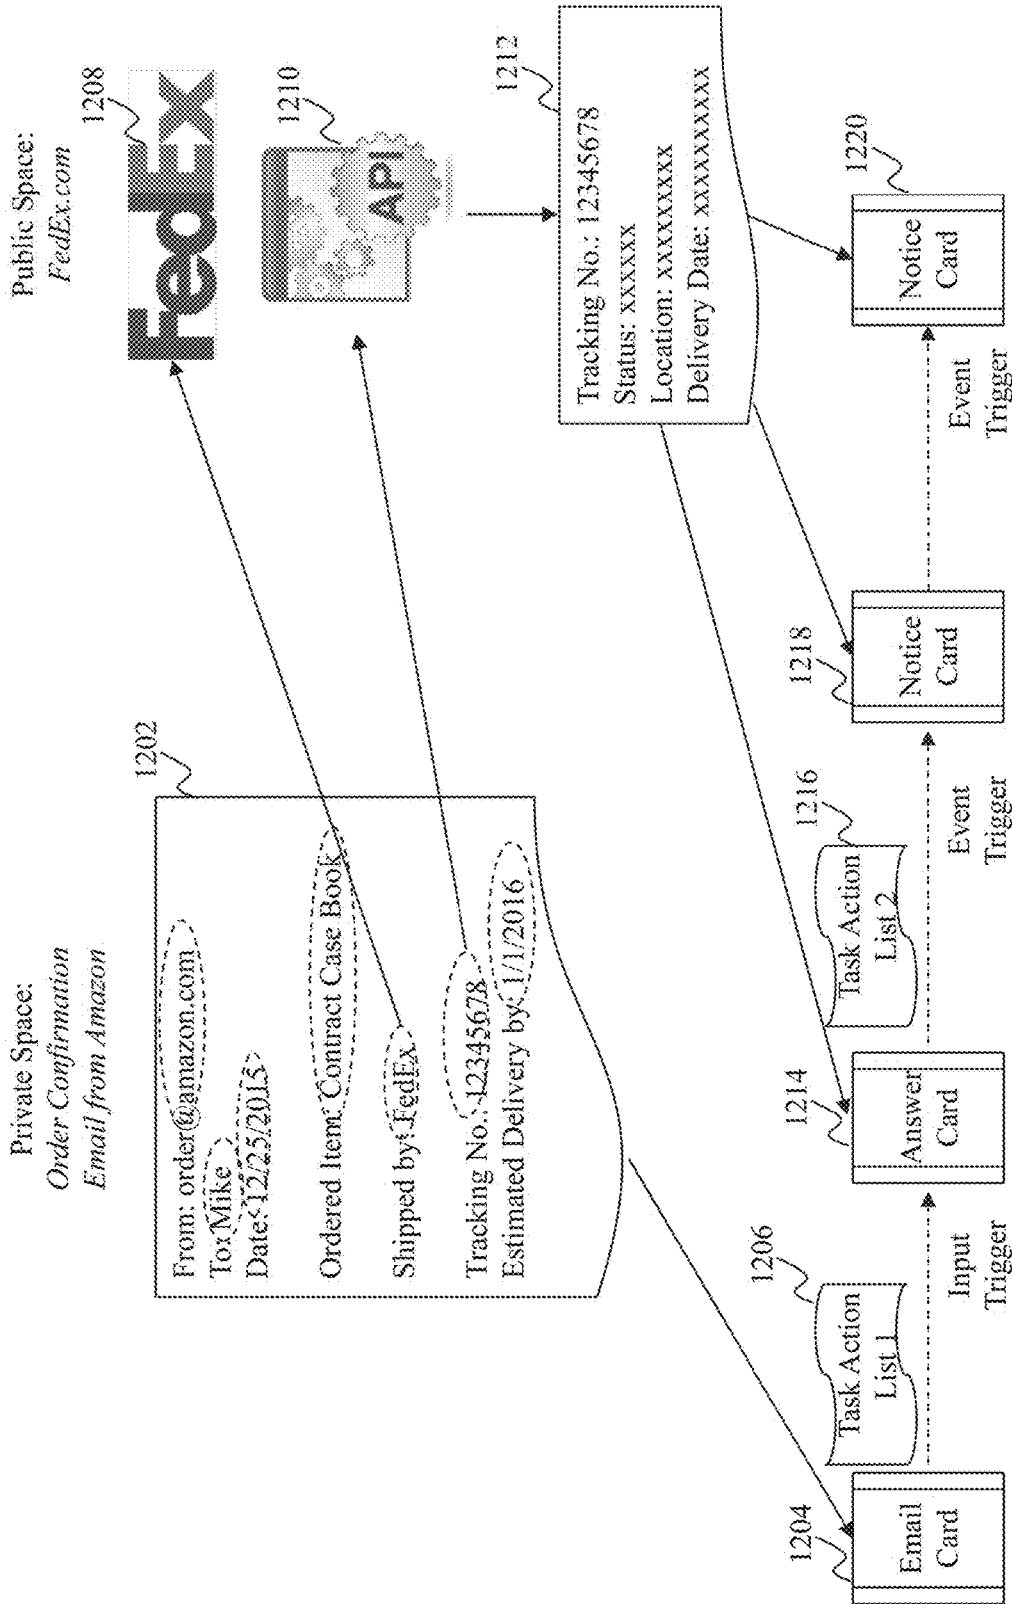 Private Space:
Order Confirmation
Email from Amazon
Public Space:
FedEx.com
1202
From: order@amazon.com
To: Mike
Date: 12/25/2015
Ordered Item: Contract Case Book
Shipped by: FedEx
Tracking No.: 12345678
Estimated Delivery by: 1/1/2016
FedEx
1208
API
1210
1212
Tracking No.: 12345678
Status: xxxxxx
Location: xxxxxxxxx
Delivery Date: xxxxxxxxxx
1204
Email
Card
1206
Task Action
List 1
Input
Trigger
1214
Answer
Card
1216
Task Action
List 2
Event
Trigger
1218
Notice
Card
Event
Trigger
1220
Notice
Card